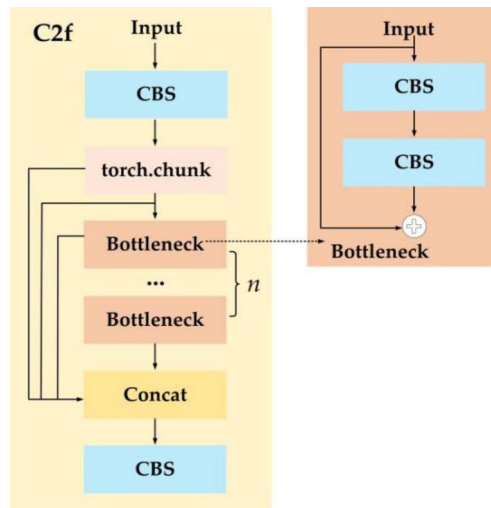 C2f
Input
CBS
torch.chunk
Bottleneck
...
n
Bottleneck
Concat
CBS
Input
CBS
CBS
Bottleneck